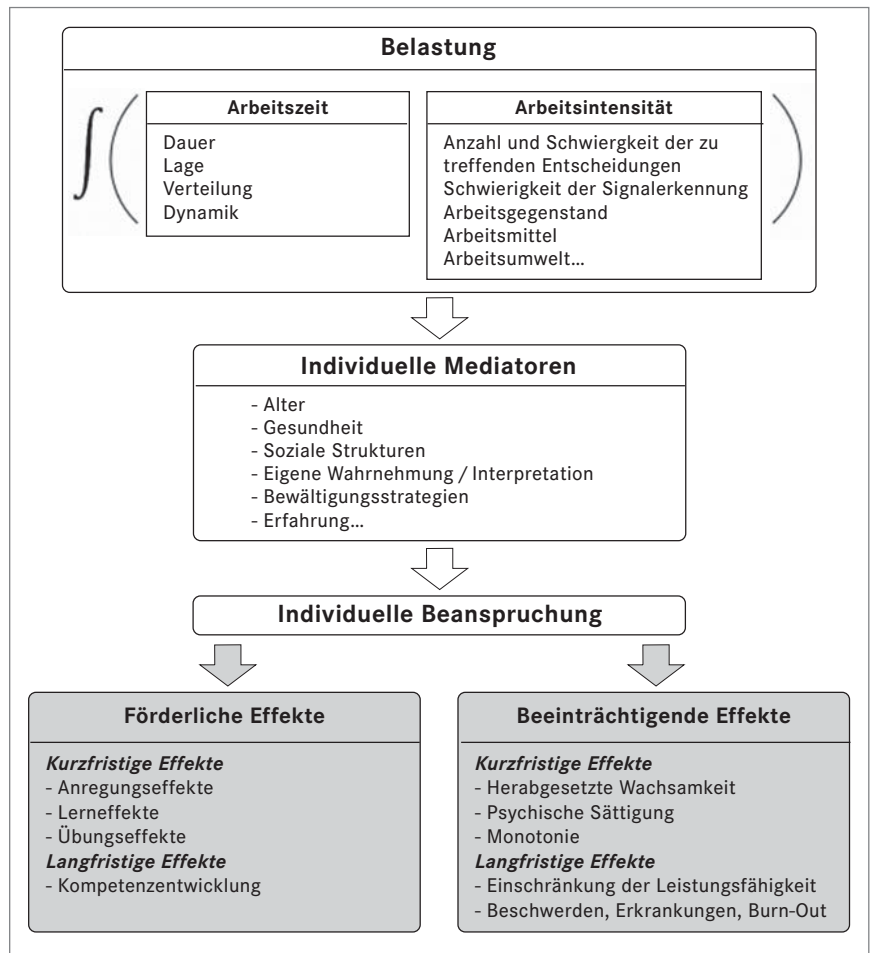 Belastung
Arbeitszeit
Dauer
Lage
Verteilung
Dynamik
Arbeitsintensität
Anzahl und Schwiergkeit der zu
treffenden Entscheidungen
Schwierigkeit der Signalerkennung
Arbeitsgegenstand
Arbeitsmittel
Arbeitsumwelt...
Individuelle Mediatoren
- Alter
- Gesundheit
- Soziale Strukturen
- Eigene Wahrnehmung / Interpretation
- Bewältigungsstrategien
- Erfahrung...
Individuelle Beanspruchung
Förderliche Effekte
Kurzfristige Effekte
- Anregungseffekte
- Lerneffekte
- Übungseffekte
Langfristige Effekte
- Kompetenzentwicklung
Beeinträchtigende Effekte
Kurzfristige Effekte
- Herabgesetzte Wachsamkeit
- Psychische Sättigung
- Monotonie
Langfristige Effekte
- Einschränkung der Leistungsfähigkeit
- Beschwerden, Erkrankungen, Burn-Out